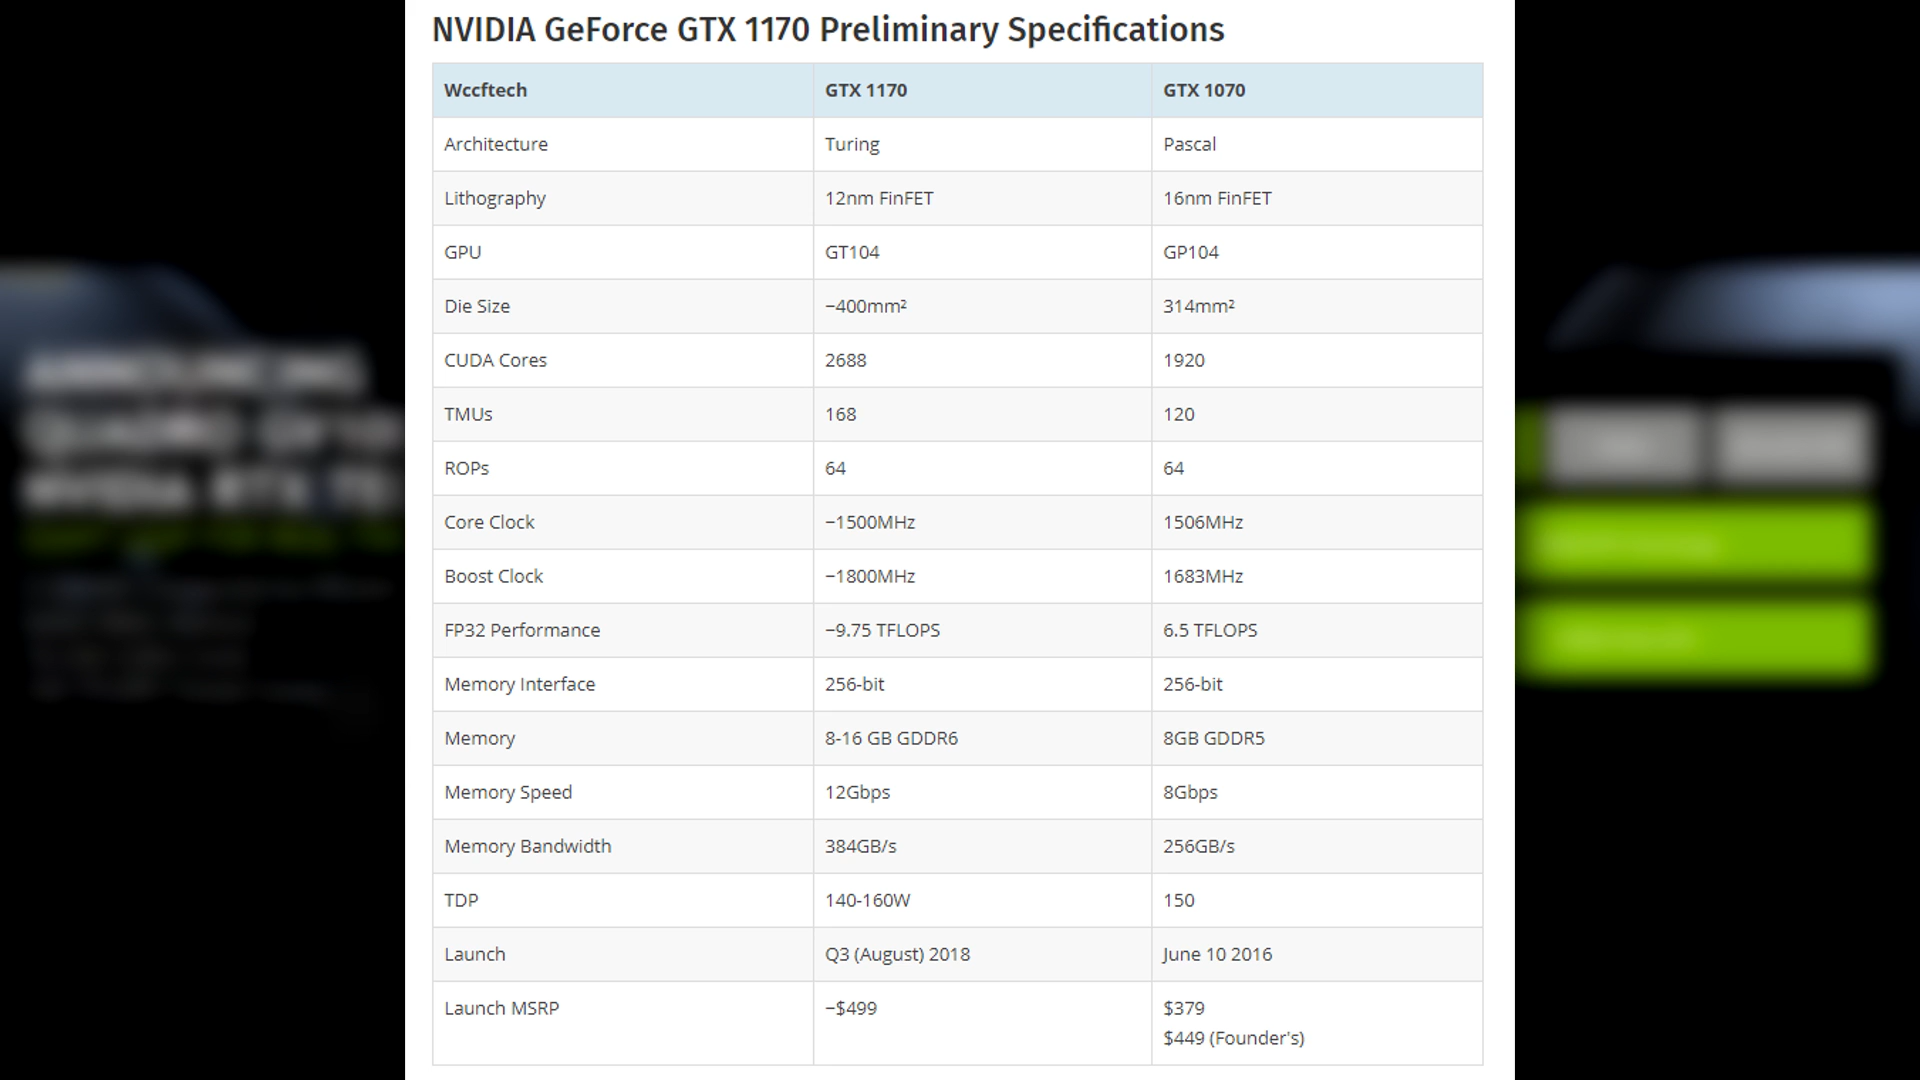 NVIDIA GeForce GTX 1170 Preliminary Specifications
Wccftech GTX 1170 GTX 1070
Architecture Turing Pascal
Lithography 12nm FinFET 16nm FinFET
GPU GT104 GP104
Die Size ~400mm² 314mm²
CUDA Cores 2688 1920
TMUs 168 120
ROPs 64 64
Core Clock ~1500MHz 1506MHz
Boost Clock ~1800MHz 1683MHz
FP32 Performance ~9.75 TFLOPS 6.5 TFLOPS
Memory Interface 256-bit 256-bit
Memory 8-16 GB GDDR6 8GB GDDR5
Memory Speed 12Gbps 8Gbps
Memory Bandwidth 384GB/s 256GB/s
TDP 140-160W 150
Launch Q3 (August) 2018 June 10 2016
Launch MSRP ~$499 $379
$449 (Founder's)
ANNOUNCING
QUADRO
NVIDIA RTX